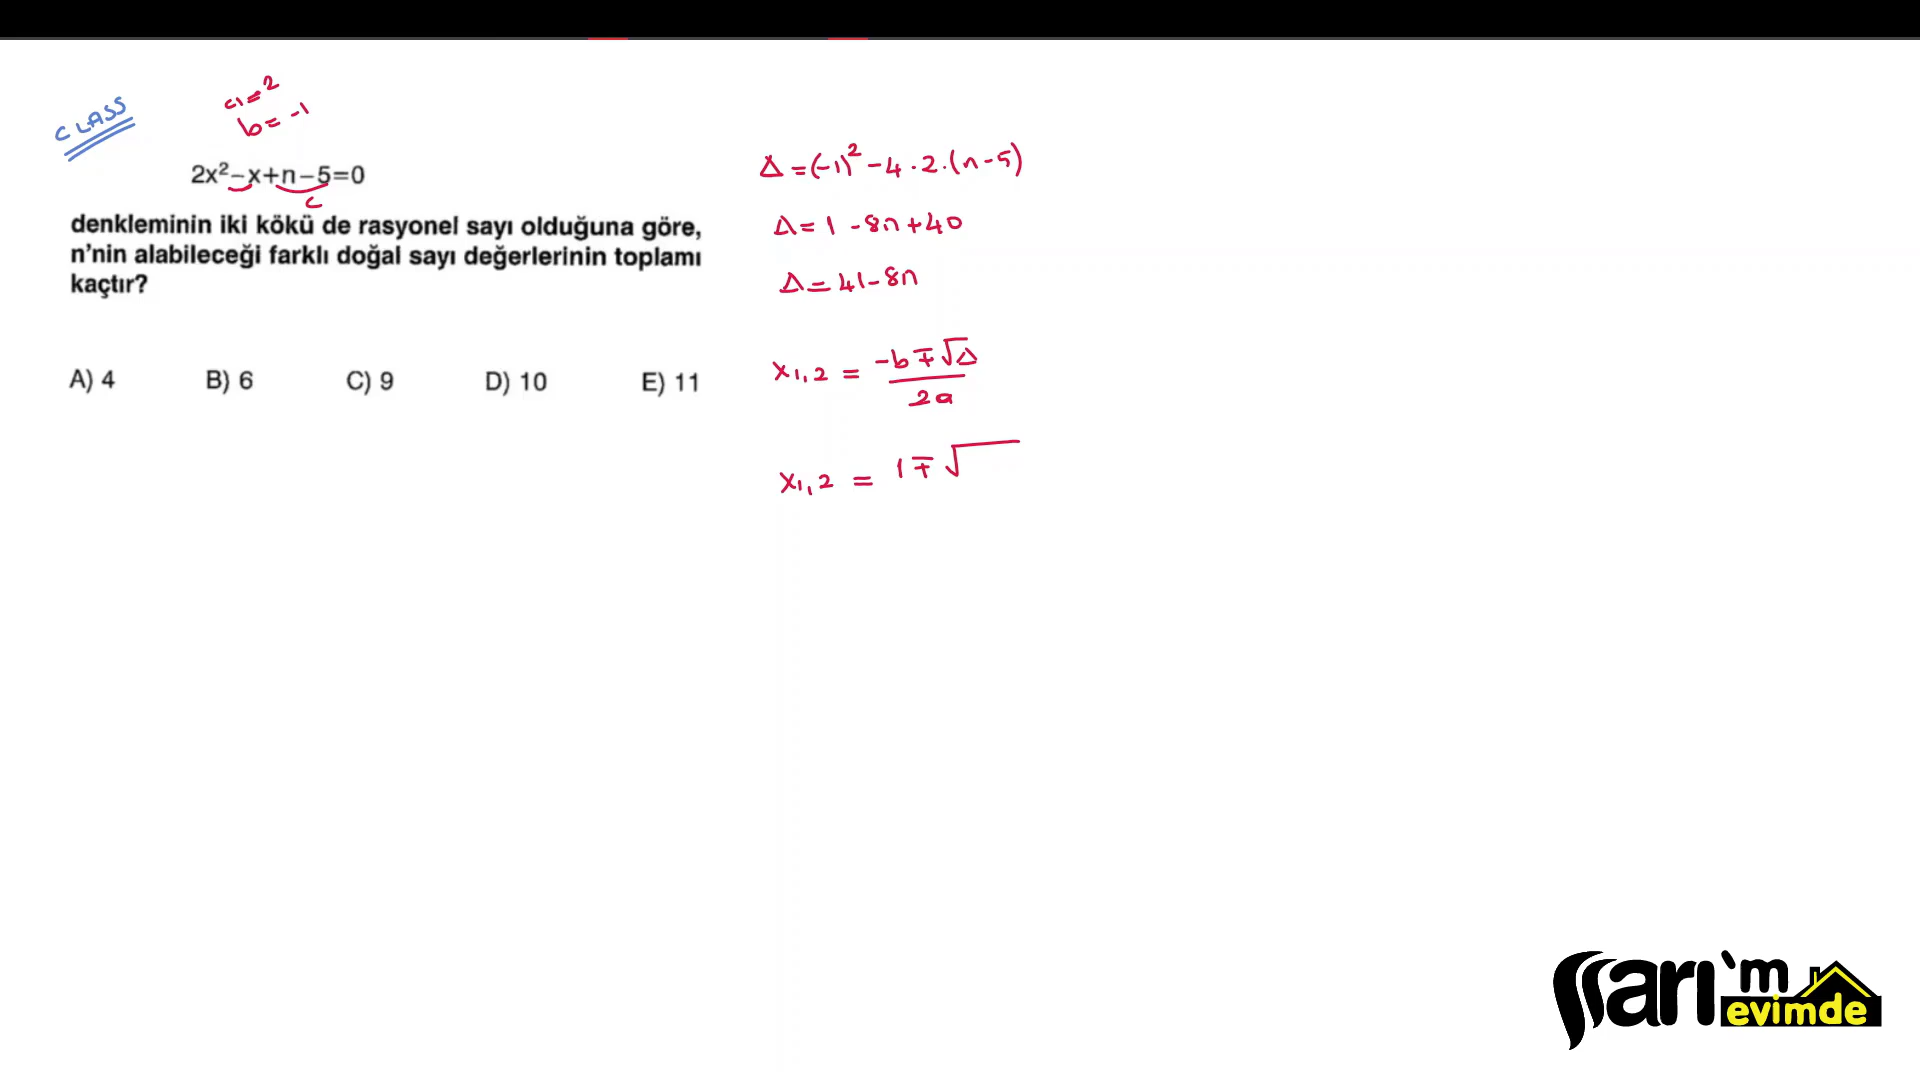 CLASS
a=2
b=-1
2x²-x+n-5=0
c
denkleminin iki kökü de rasyonel sayı olduğuna göre,
n'nin alabileceği farklı doğal sayı değerlerinin toplamı
kaçtır?
A) 4 B) 6 C) 9 D) 10 E) 11
Δ=(-1)²-4.2.(n-5)
Δ=1-8n+40
Δ=41-8n
x₁,₂ = (-b∓√Δ)/2a
x₁,₂ = 1∓√
sarı'm
evimde